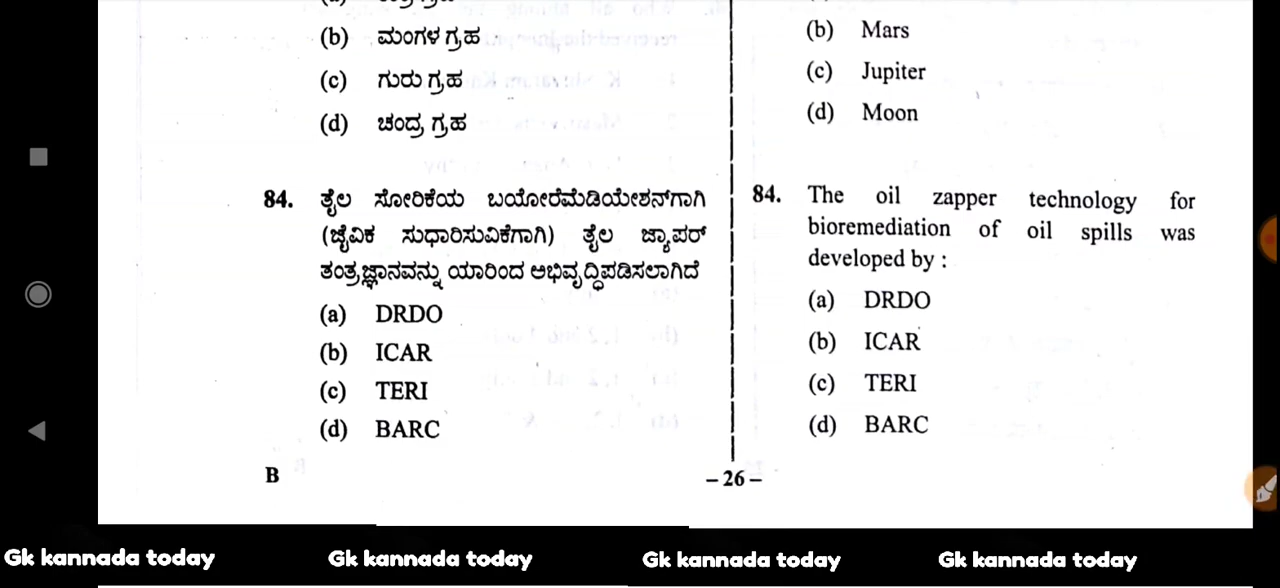 (b) ಮಂಗಳ ಗ್ರಹ
(c) ಗುರು ಗ್ರಹ
(d) ಚಂದ್ರ ಗ್ರಹ
84. ತೈಲ ಸೋರಿಕೆಯ ಬಯೋರೆಮೆಡಿಯೇಶನ್‌ಗಾಗಿ
(ಜೈವಿಕ ಸುಧಾರಿಸುವಿಕೆಗಾಗಿ) ತೈಲ ಜ್ಯಾಪರ್
ತಂತ್ರಜ್ಞಾನವನ್ನು ಯಾರಿಂದ ಅಭಿವೃದ್ಧಿಪಡಿಸಲಾಗಿದೆ
(a) DRDO
(b) ICAR
(c) TERI
(d) BARC
B
(b) Mars
(c) Jupiter
(d) Moon
84. The oil zapper technology for
bioremediation of oil spills was
developed by :
(a) DRDO
(b) ICAR
(c) TERI
(d) BARC
– 26 –
Gk kannada today Gk kannada today Gk kannada today Gk kannada today